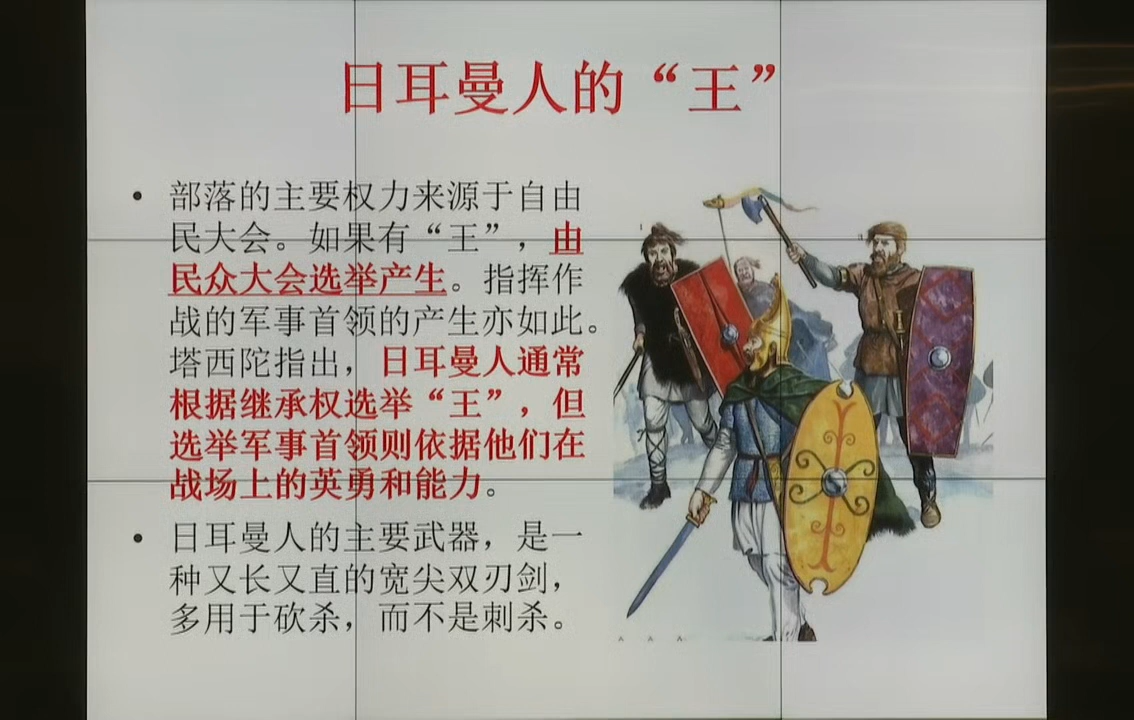 日耳曼人的“王”
• 部落的主要权力来源于自由
民大会。如果有“王”，由
民众大会选举产生。指挥作
战的军事首领的产生亦如此。
塔西陀指出，日耳曼人通常
根据继承权选举“王”，但
选举军事首领则依据他们在
战场上的英勇和能力。
• 日耳曼人的主要武器，是一
种又长又直的宽尖双刃剑，
多用于砍杀，而不是刺杀。